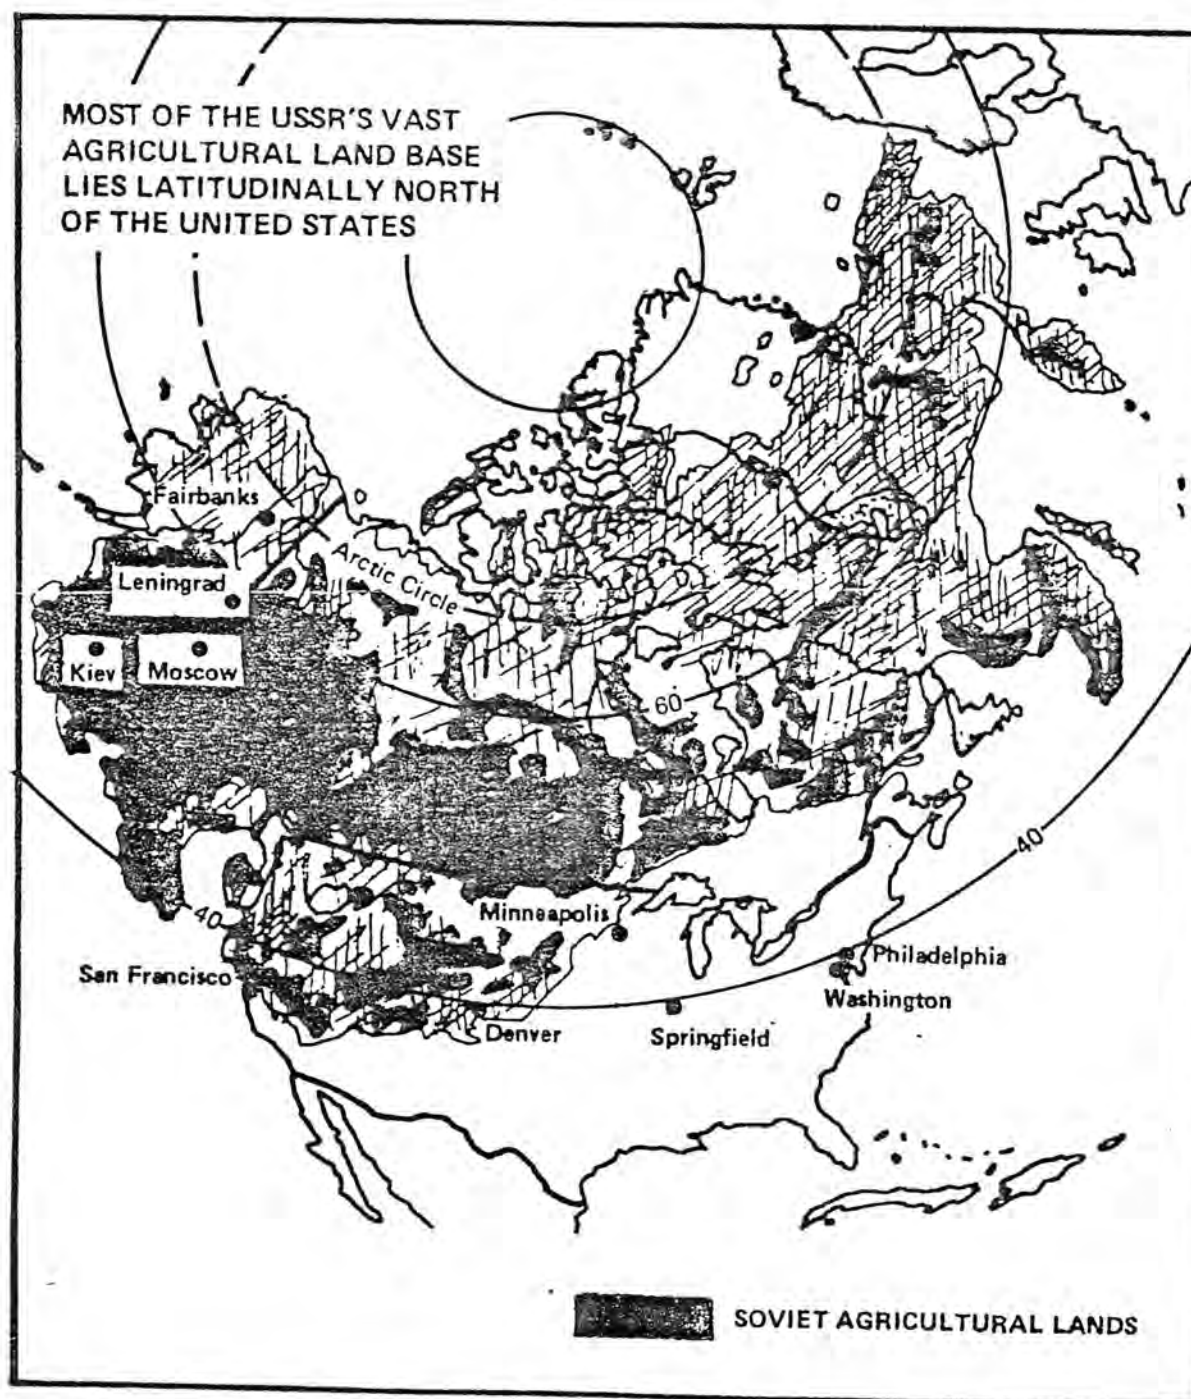 MOST OF THE USSR'S VAST
AGRICULTURAL LAND BASE
LIES LATITUDINALLY NORTH
OF THE UNITED STATES
Fairbanks
Arctic Circle
Leningrad
Kiev
Moscow
60
40
40
Minneapolis
San Francisco
Philadelphia
Washington
Denver
Springfield
SOVIET AGRICULTURAL LANDS